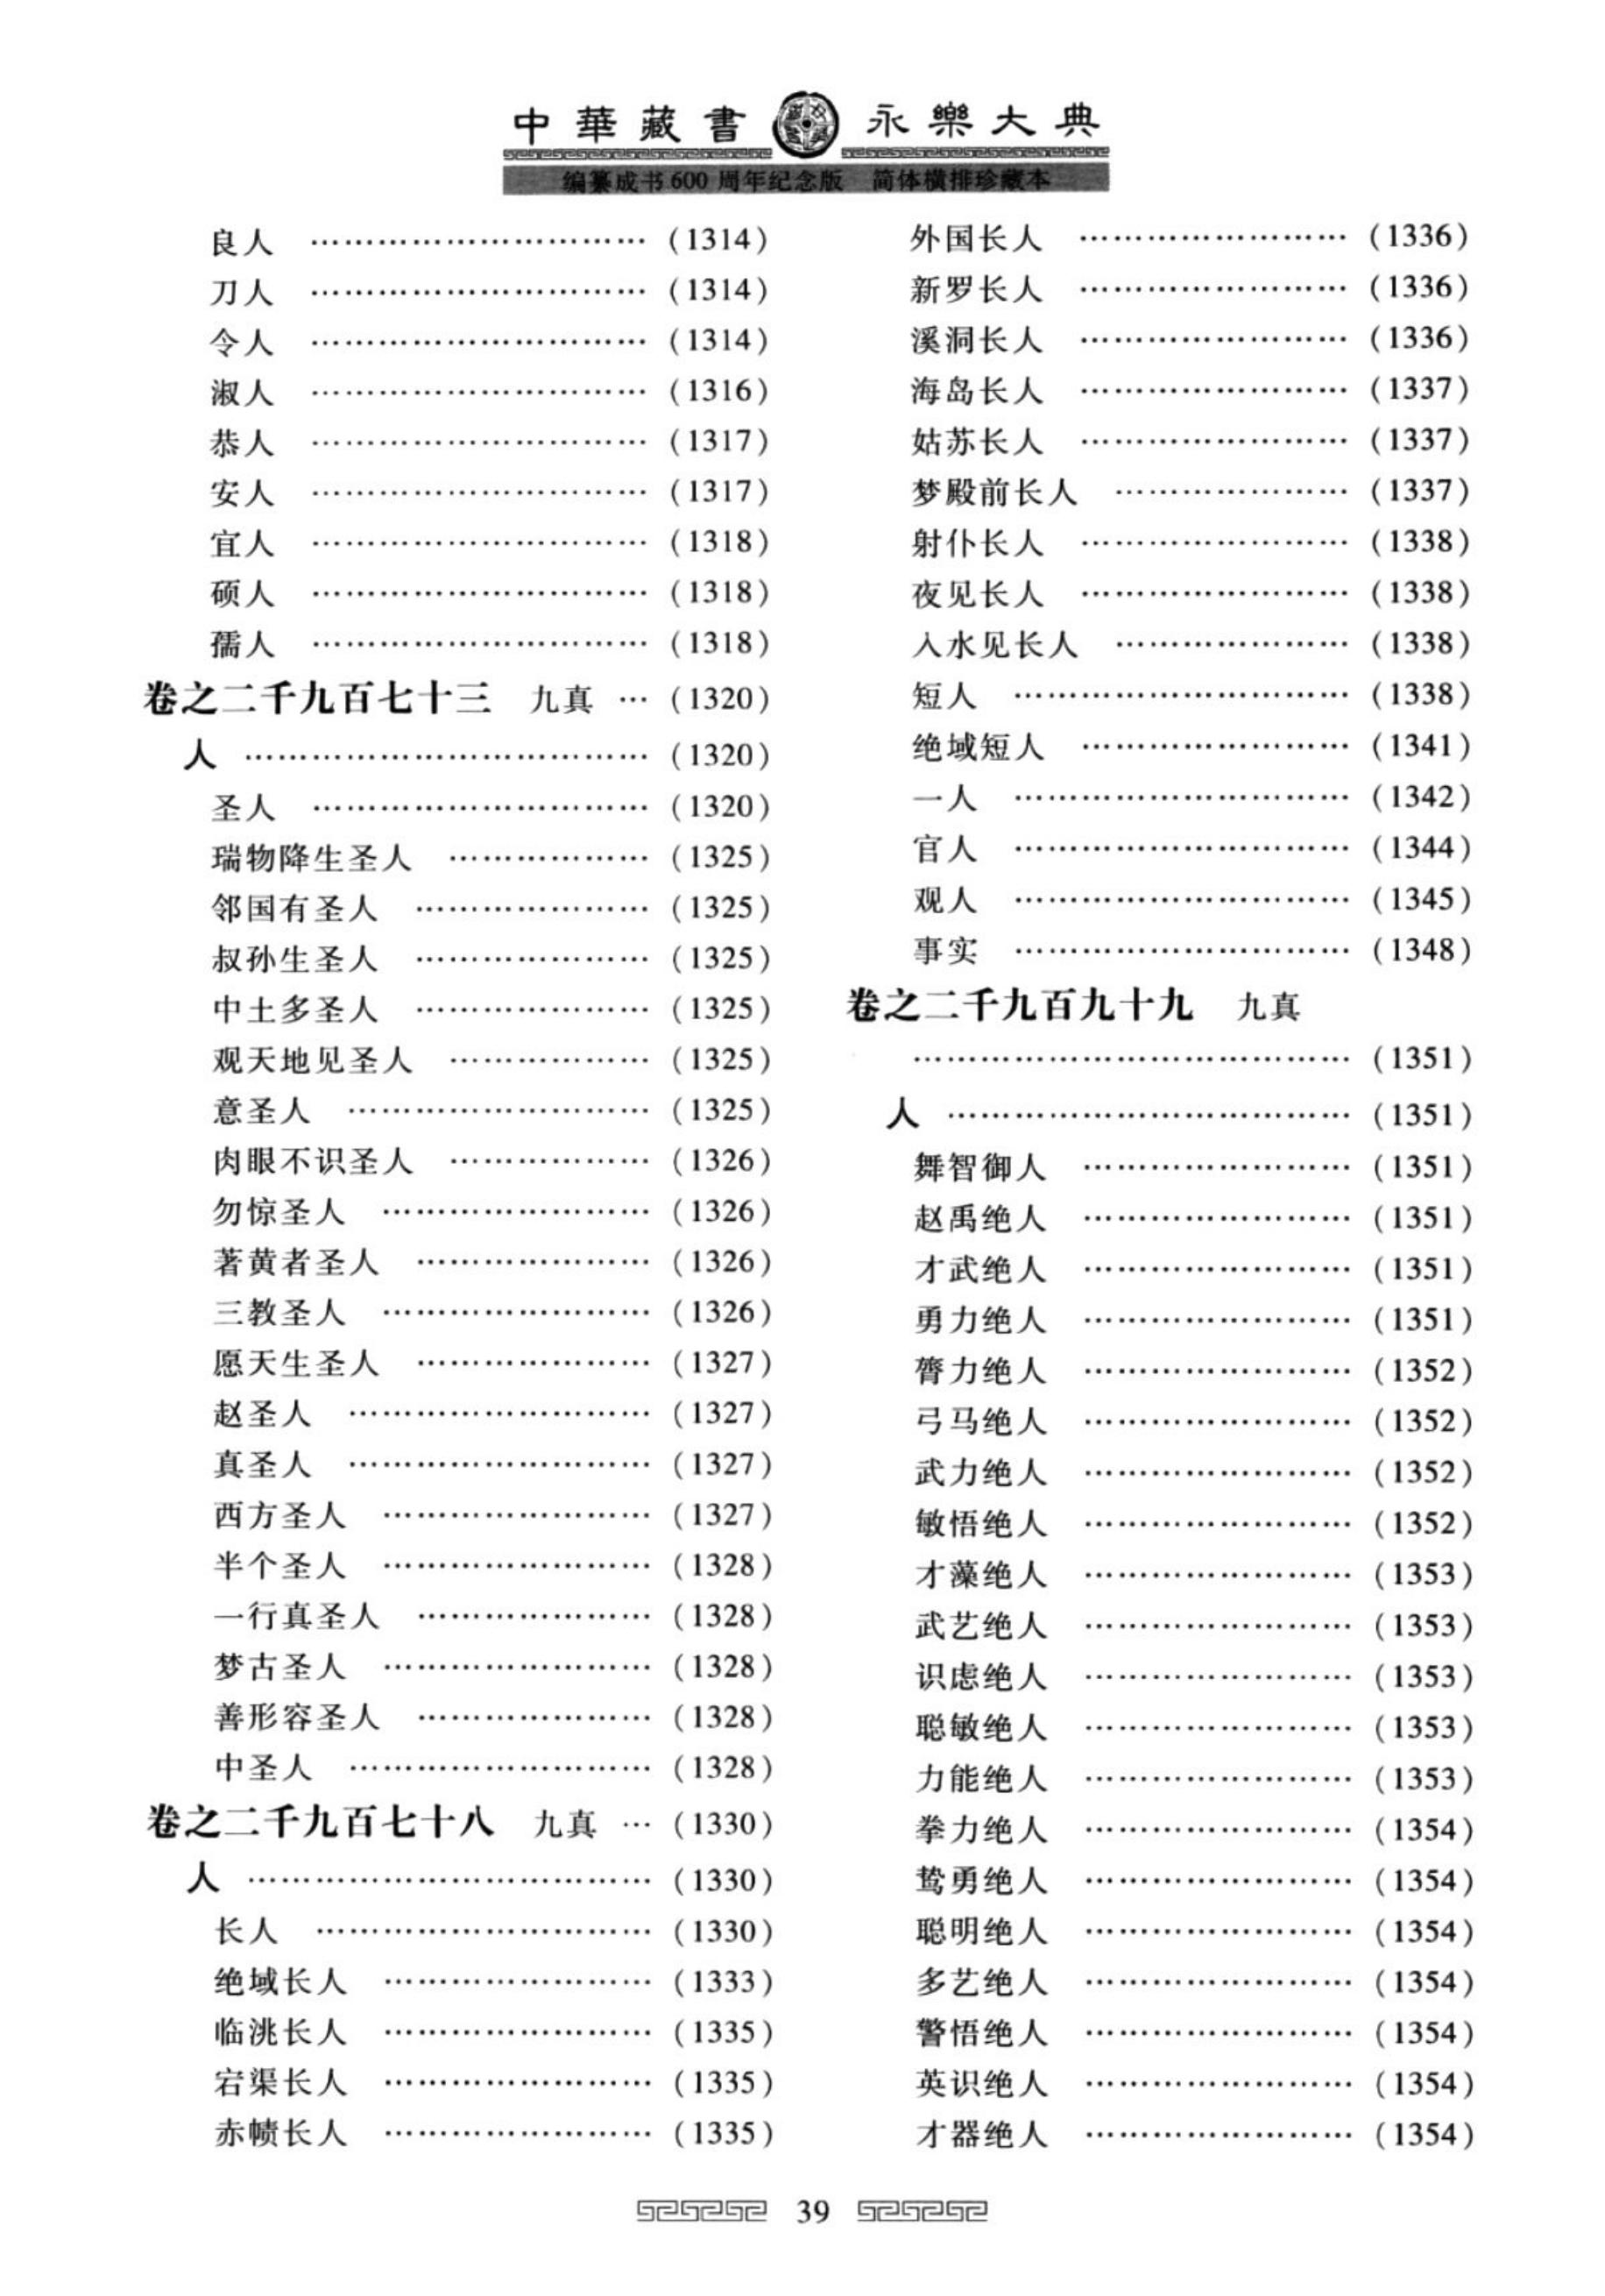 中華藏書 永樂大典
编纂成书600周年纪念版 简体横排珍藏本
良人 ………………………… (1314)
刀人 ………………………… (1314)
令人 ………………………… (1314)
淑人 ………………………… (1316)
恭人 ………………………… (1317)
安人 ………………………… (1317)
宜人 ………………………… (1318)
硕人 ………………………… (1318)
孺人 ………………………… (1318)
卷之二千九百七十三 九真 … (1320)
人 ……………………………… (1320)
圣人 ………………………… (1320)
瑞物降生圣人 ……………… (1325)
邻国有圣人 ………………… (1325)
叔孙生圣人 ………………… (1325)
中土多圣人 ………………… (1325)
观天地见圣人 ……………… (1325)
意圣人 ……………………… (1325)
肉眼不识圣人 ……………… (1326)
勿惊圣人 …………………… (1326)
著黄者圣人 ………………… (1326)
三教圣人 …………………… (1326)
愿天生圣人 ………………… (1327)
赵圣人 ……………………… (1327)
真圣人 ……………………… (1327)
西方圣人 …………………… (1327)
半个圣人 …………………… (1328)
一行真圣人 ………………… (1328)
梦古圣人 …………………… (1328)
善形容圣人 ………………… (1328)
中圣人 ……………………… (1328)
卷之二千九百七十八 九真 … (1330)
人 ……………………………… (1330)
长人 ………………………… (1330)
绝域长人 …………………… (1333)
临洮长人 …………………… (1335)
宕渠长人 …………………… (1335)
赤帻长人 …………………… (1335)
外国长人 …………………… (1336)
新罗长人 …………………… (1336)
溪洞长人 …………………… (1336)
海岛长人 …………………… (1337)
姑苏长人 …………………… (1337)
梦殿前长人 ………………… (1337)
射仆长人 …………………… (1338)
夜见长人 …………………… (1338)
入水见长人 ………………… (1338)
短人 ………………………… (1338)
绝域短人 …………………… (1341)
一人 ………………………… (1342)
官人 ………………………… (1344)
观人 ………………………… (1345)
事实 ………………………… (1348)
卷之二千九百九十九 九真
………………………………… (1351)
人 ……………………………… (1351)
舞智御人 …………………… (1351)
赵禹绝人 …………………… (1351)
才武绝人 …………………… (1351)
勇力绝人 …………………… (1351)
膂力绝人 …………………… (1352)
弓马绝人 …………………… (1352)
武力绝人 …………………… (1352)
敏悟绝人 …………………… (1352)
才藻绝人 …………………… (1353)
武艺绝人 …………………… (1353)
识虑绝人 …………………… (1353)
聪敏绝人 …………………… (1353)
力能绝人 …………………… (1353)
拳力绝人 …………………… (1354)
鸷勇绝人 …………………… (1354)
聪明绝人 …………………… (1354)
多艺绝人 …………………… (1354)
警悟绝人 …………………… (1354)
英识绝人 …………………… (1354)
才器绝人 …………………… (1354)
39